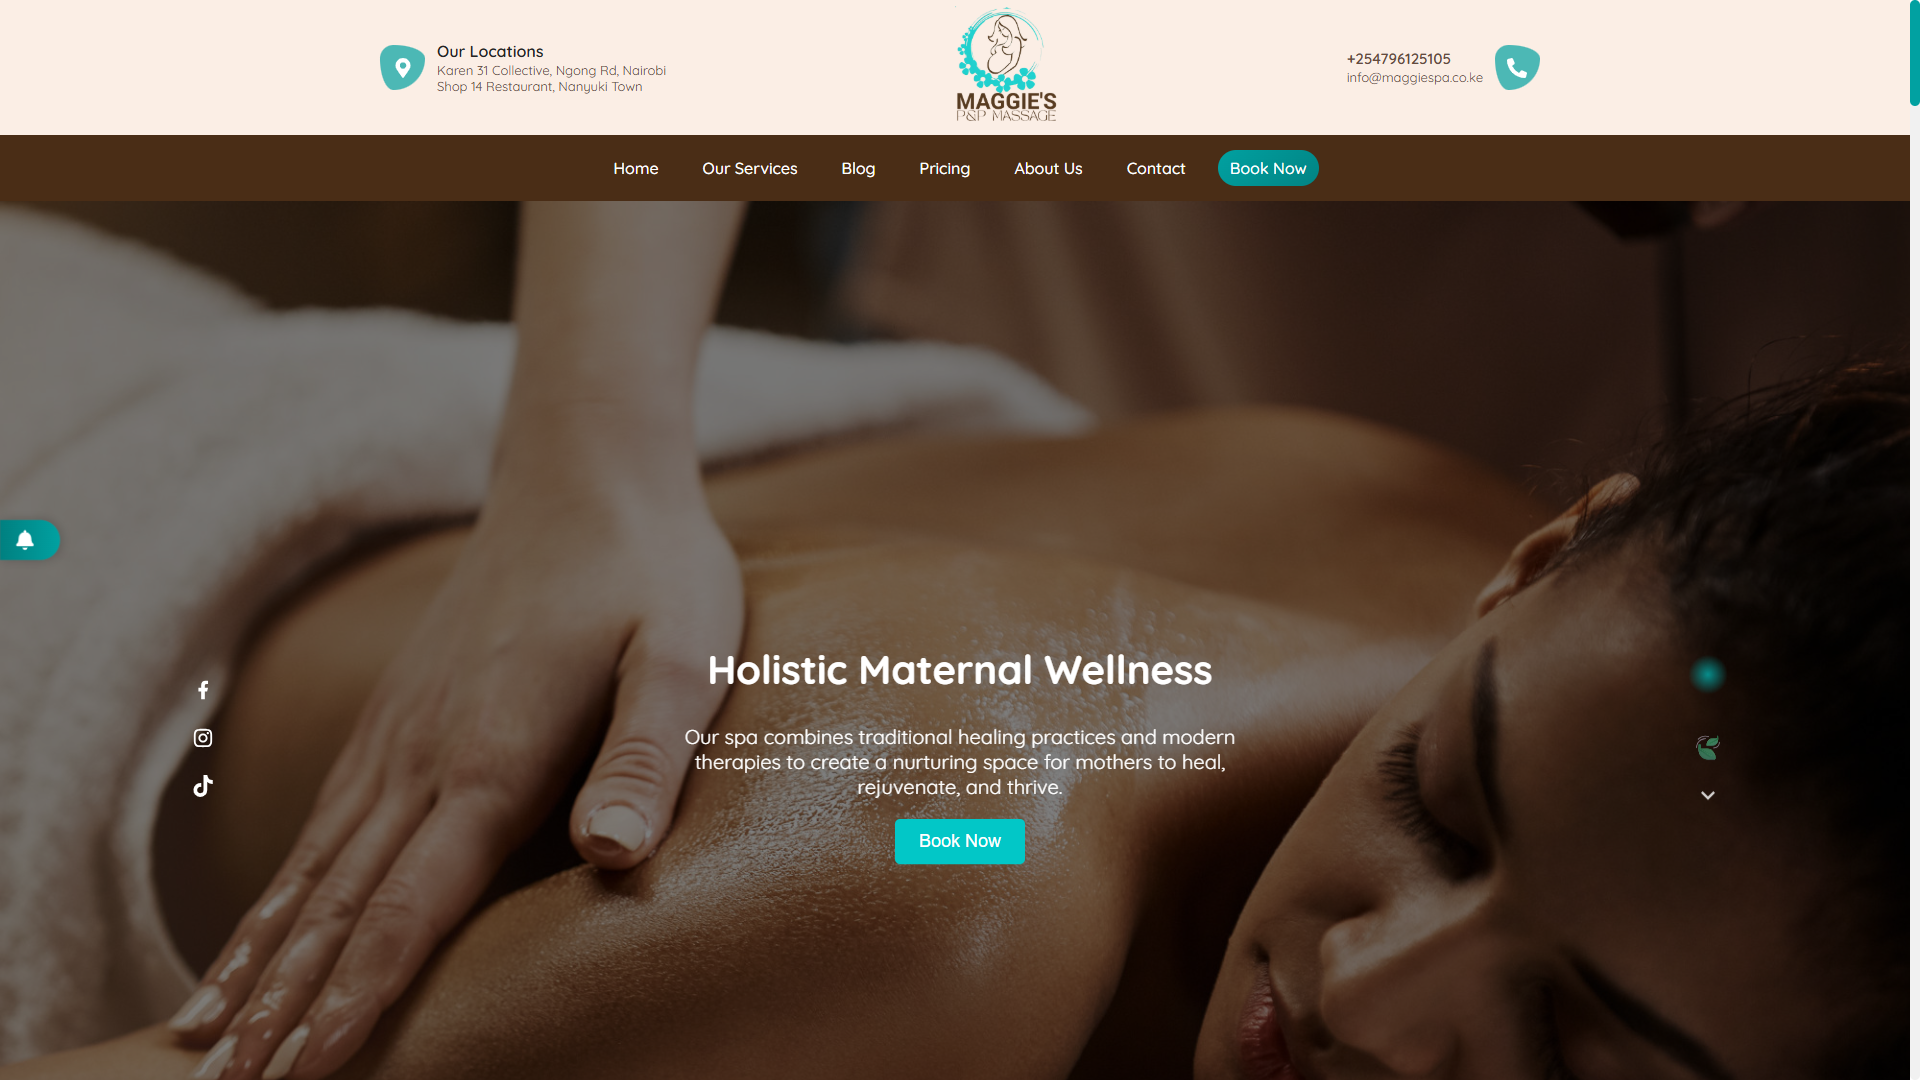 Our Locations
Karen 31 Collective, Ngong Rd, Nairobi
Shop 14 Restaurant, Nanyuki Town
MAGGIE'S
P&P MASSAGE
+254796125105
info@maggiespa.co.ke
Home
Our Services
Blog
Pricing
About Us
Contact
Book Now
Holistic Maternal Wellness
Our spa combines traditional healing practices and modern
therapies to create a nurturing space for mothers to heal,
rejuvenate, and thrive.
Book Now